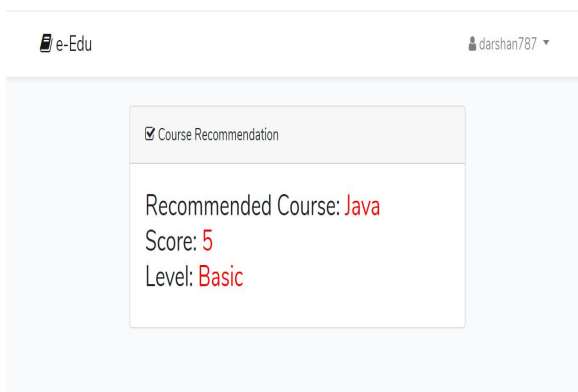 e-Edu
darshan787
Course Recommendation
Recommended Course: Java
Score: 5
Level: Basic